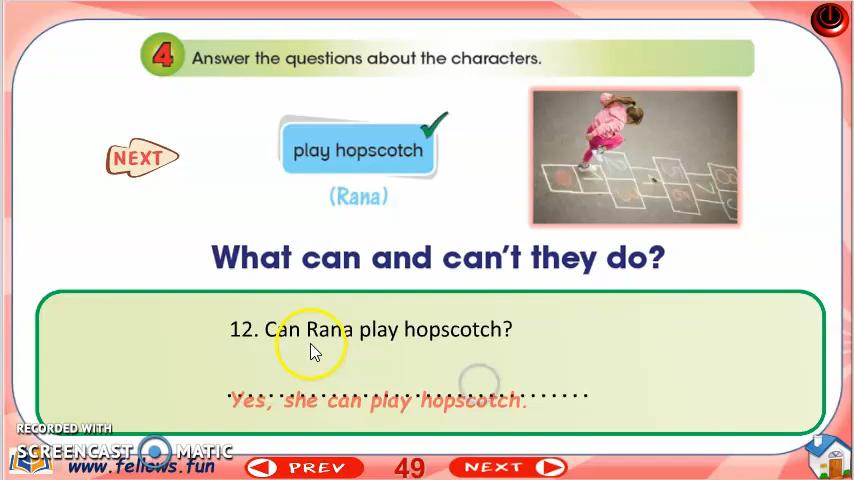 4 Answer the questions about the characters.
NEXT
play hopscotch
(Rana)
What can and can't they do?
12. Can Rana play hopscotch?
Yes, she can play hopscotch.
RECORDED WITH
SCREENCAST MATIC
www.fellows.fun
PREV 49 NEXT